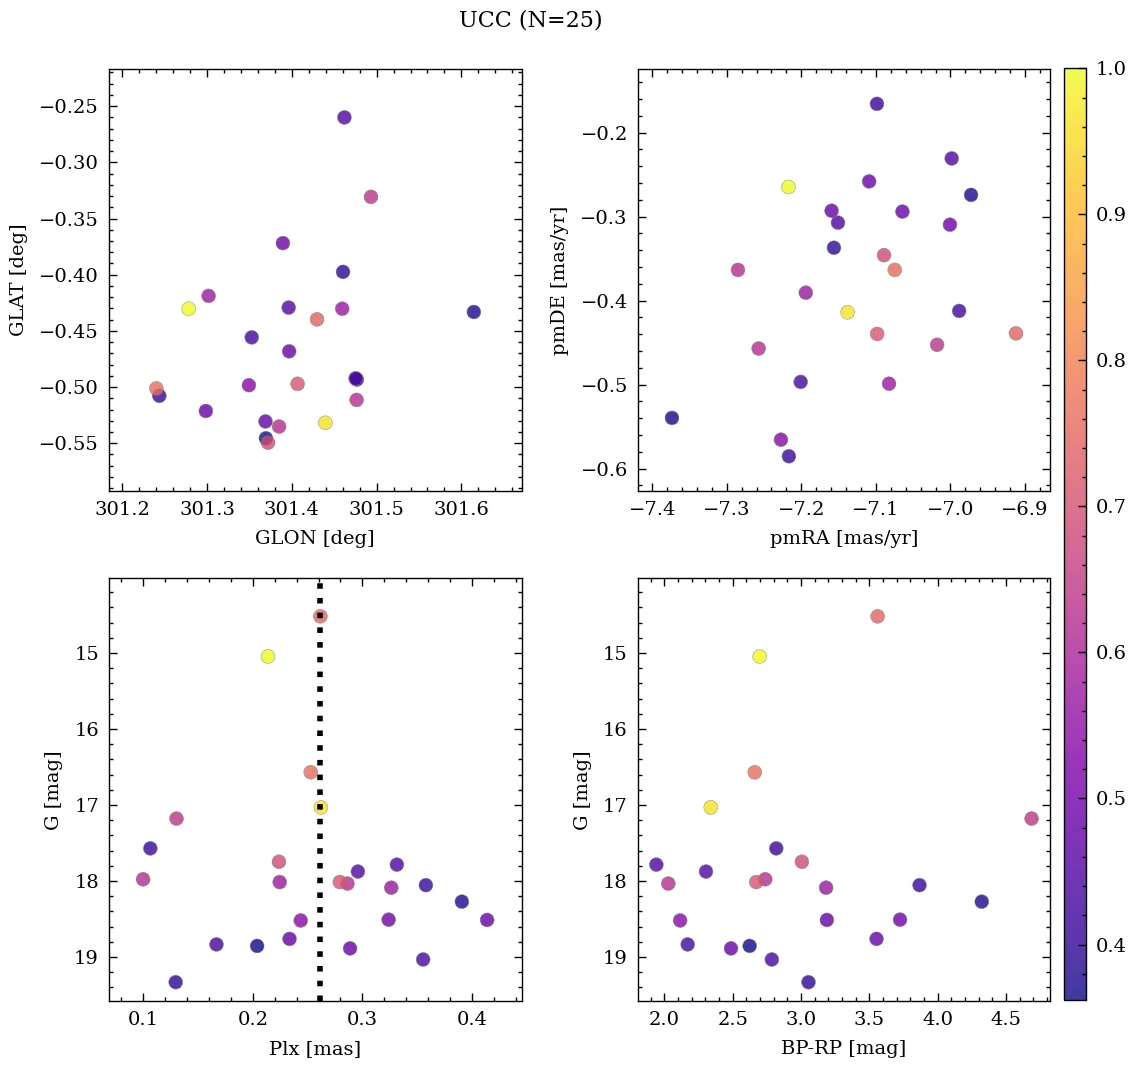 UCC (N=25)
−0.25
−0.30
−0.35
−0.40
−0.45
−0.50
−0.55
GLAT [deg]
301.2 301.3 301.4 301.5 301.6
GLON [deg]
−0.2
−0.3
−0.4
−0.5
−0.6
pmDE [mas/yr]
−7.4 −7.3 −7.2 −7.1 −7.0 −6.9
pmRA [mas/yr]
1.0
0.9
0.8
0.7
0.6
0.5
0.4
15
16
17
18
19
G [mag]
0.1 0.2 0.3 0.4
Plx [mas]
15
16
17
18
19
G [mag]
2.0 2.5 3.0 3.5 4.0 4.5
BP-RP [mag]